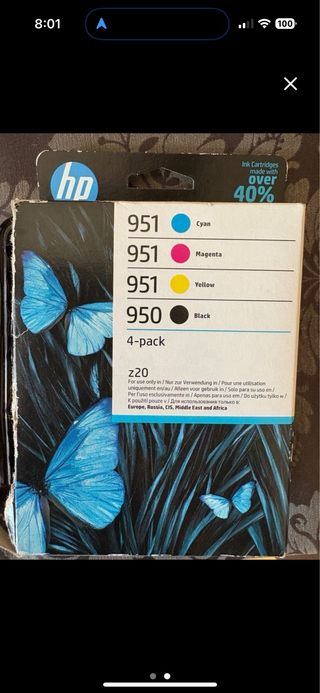 8:01
100
hp
Ink Cartridges
made with
over
40%
951 Cyan
951 Magenta
951 Yellow
950 Black
4-pack
z20
For use only in / Nur zur Verwendung in / Pour une utilisation
uniquement en/au / Alleen voor gebruik in / Solo para su uso en /
Per l'uso esclusivamente in / Apenas para uso em / Do użytku tylko w /
K použití pouze v / Для использования только в:
Europe, Russia, CIS, Middle East and Africa